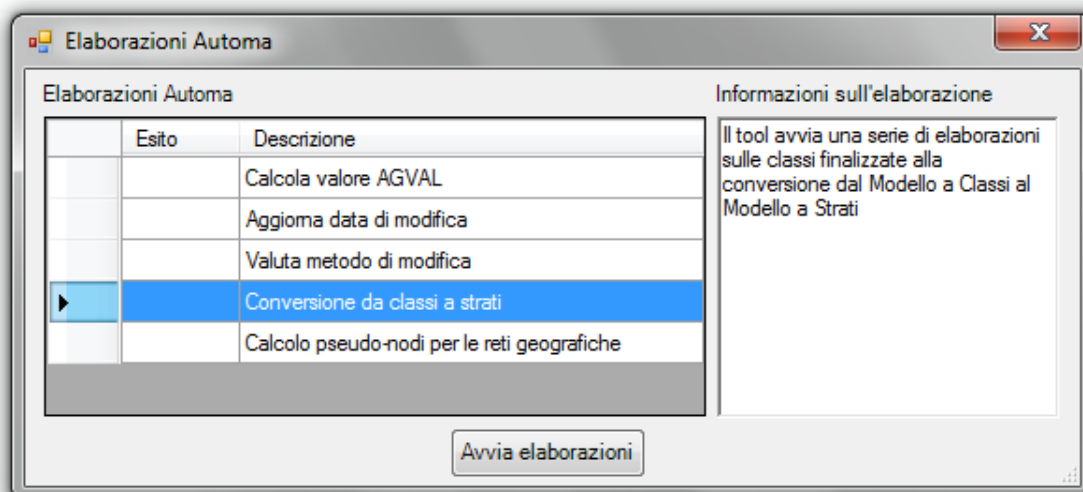 Elaborazioni Automa
Elaborazioni Automa
Informazioni sull'elaborazione
Esito Descrizione
Calcola valore AGVAL
Aggiorna data di modifica
Valuta metodo di modifica
Conversione da classi a strati
Calcolo pseudo-nodi per le reti geografiche
Il tool avvia una serie di elaborazioni
sulle classi finalizzate alla
conversione dal Modello a Classi al
Modello a Strati
Avvia elaborazioni